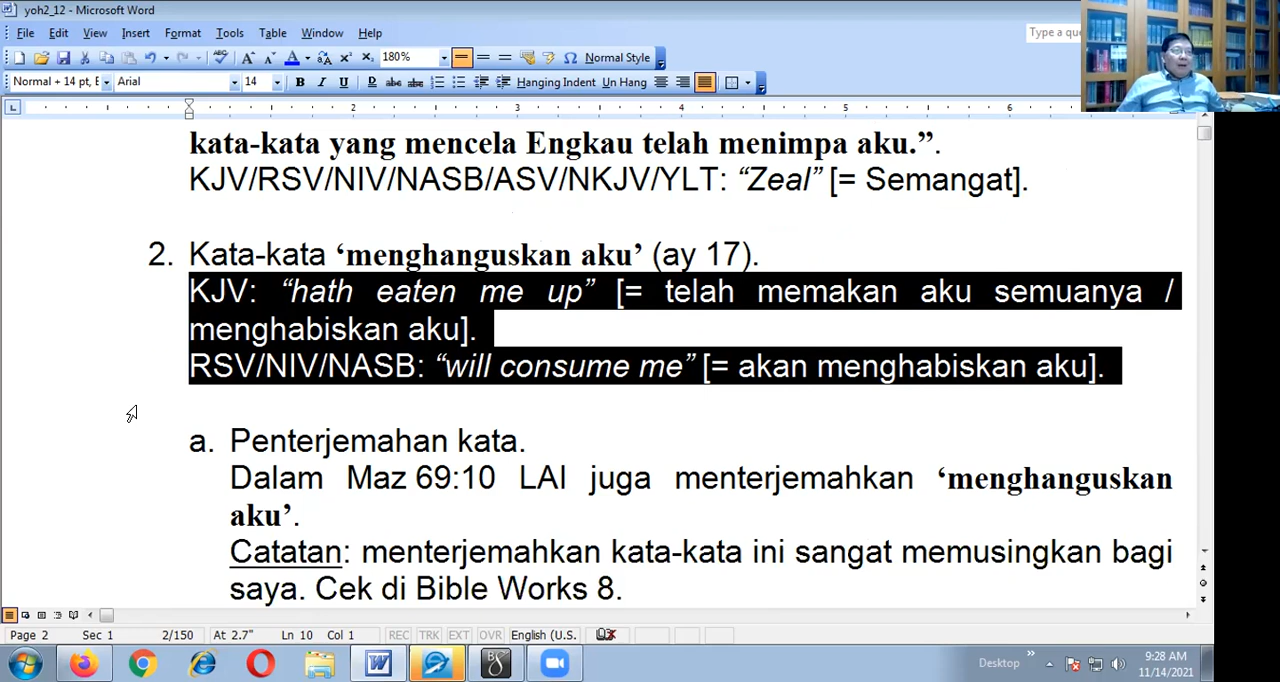 yoh2_12 - Microsoft Word
File Edit View Insert Format Tools Table Window Help
Type a que
180% Normal Style
Normal + 14 pt, E Arial 14 B I U Hanging Indent Un Hang
2 3 4 5 6
kata-kata yang mencela Engkau telah menimpa aku.”.
KJV/RSV/NIV/NASB/ASV/NKJV/YLT: “Zeal” [= Semangat].
2. Kata-kata ‘menghanguskan aku’ (ay 17).
KJV: “hath eaten me up” [= telah memakan aku semuanya /
menghabiskan aku].
RSV/NIV/NASB: “will consume me” [= akan menghabiskan aku].
a. Penterjemahan kata.
Dalam Maz 69:10 LAI juga menterjemahkan ‘menghanguskan
aku’.
Catatan: menterjemahkan kata-kata ini sangat memusingkan bagi
saya. Cek di Bible Works 8.
Page 2 Sec 1 2/150 At 2.7" Ln 10 Col 1 REC TRK EXT OVR English (U.S.
Desktop 9:28 AM
11/14/2021